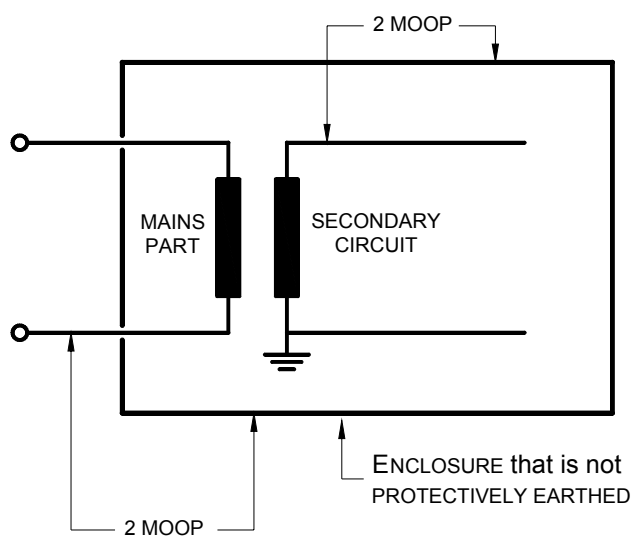 2 MOOP
MAINS
PART
SECONDARY
CIRCUIT
ENCLOSURE that is not
PROTECTIVELY EARTHED
2 MOOP